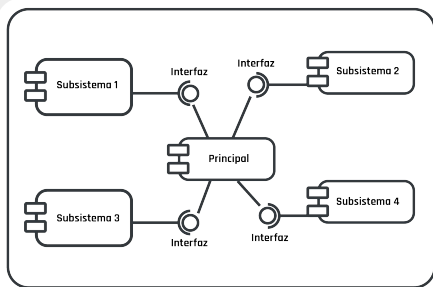 Interfaz
Interfaz
Subsistema 1
Subsistema 2
Principal
Subsistema 3
Subsistema 4
Interfaz
Interfaz